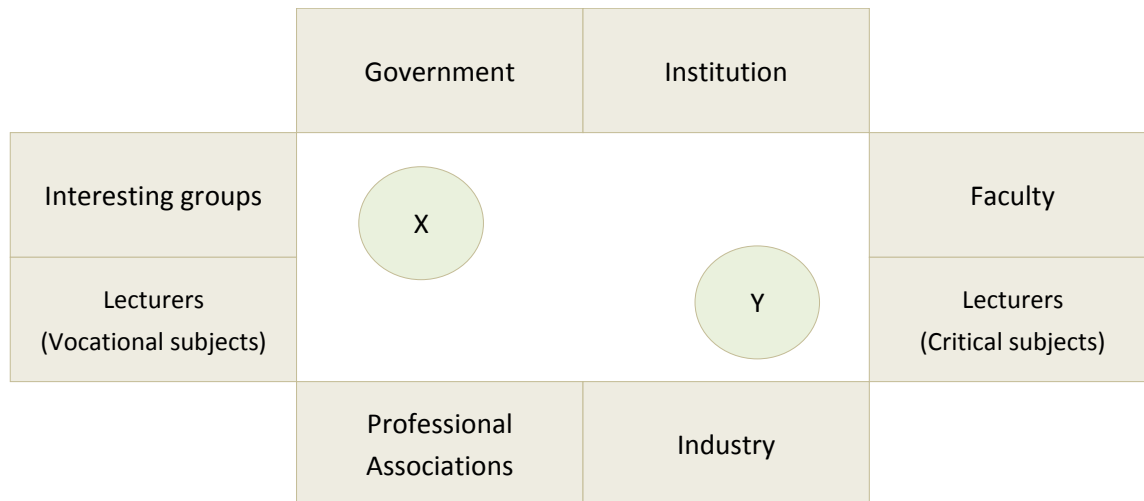 Government
Institution
Interesting groups
X
Faculty
Lecturers
(Vocational subjects)
Y
Lecturers
(Critical subjects)
Professional
Associations
Industry